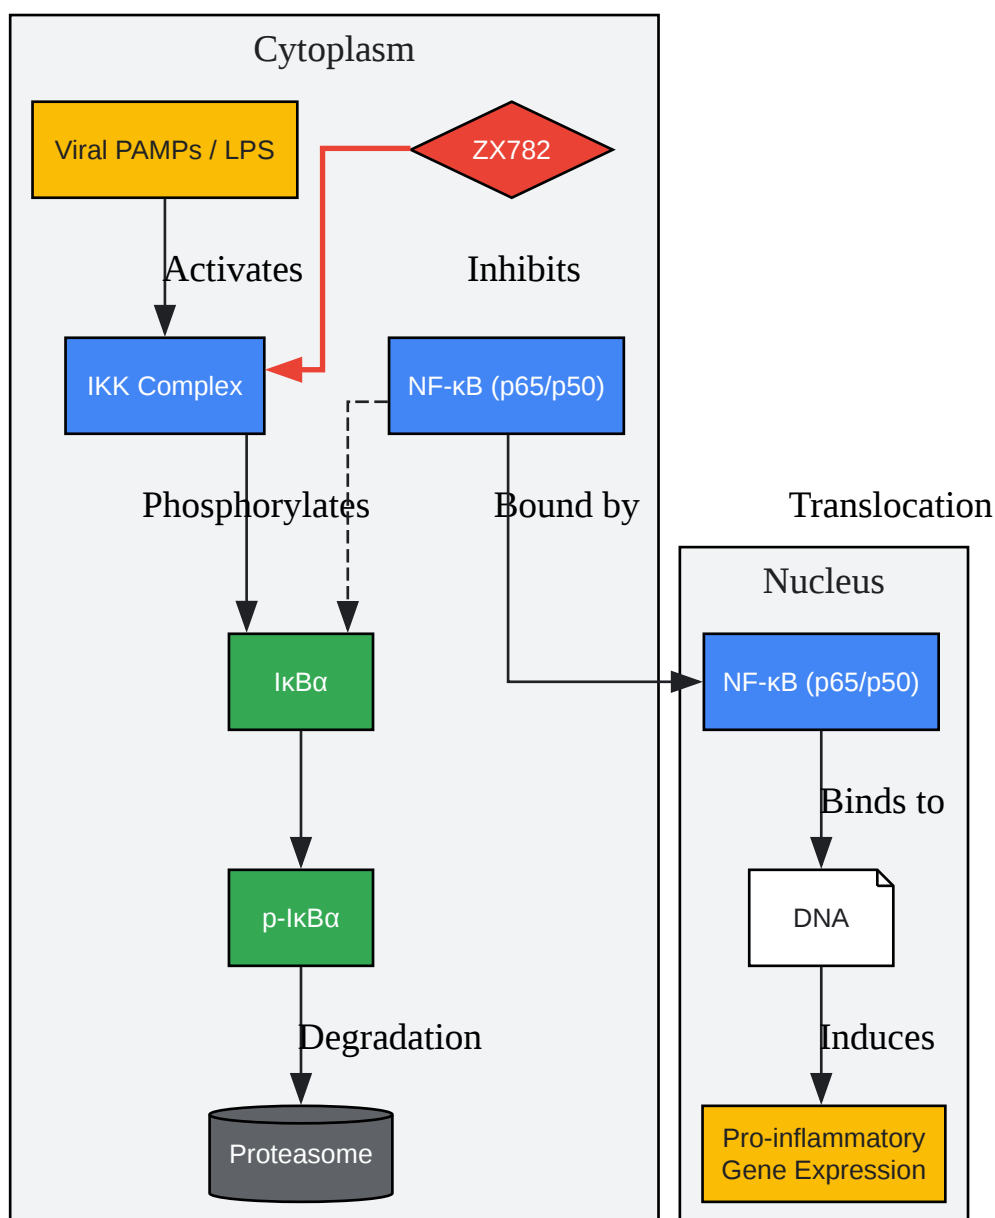 Cytoplasm
Viral PAMPs / LPS
ZX782
Activates
Inhibits
IKK Complex
NF-κB (p65/p50)
Phosphorylates
Bound by
Translocation
Nucleus
IκBα
NF-κB (p65/p50)
Binds to
p-IκBα
DNA
Degradation
Induces
Proteasome
Pro-inflammatory
Gene Expression